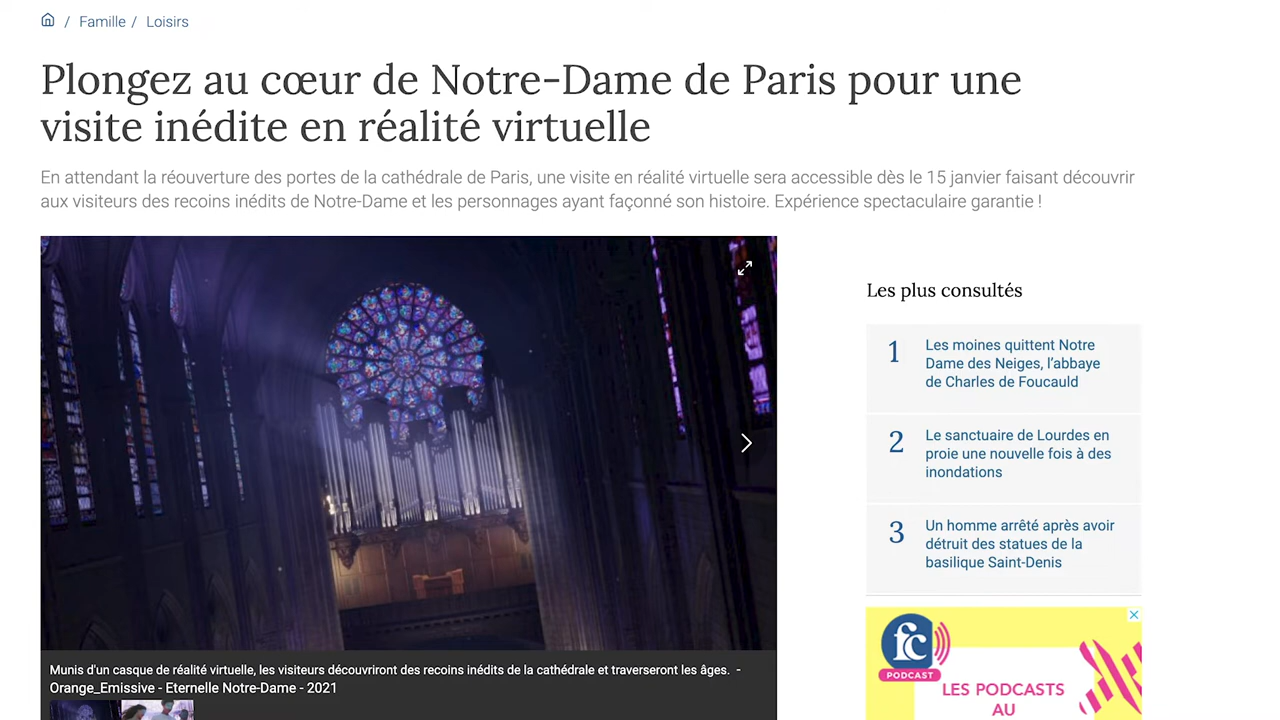 / Famille / Loisirs
Plongez au cœur de Notre-Dame de Paris pour une
visite inédite en réalité virtuelle
En attendant la réouverture des portes de la cathédrale de Paris, une visite en réalité virtuelle sera accessible dès le 15 janvier faisant découvrir
aux visiteurs des recoins inédits de Notre-Dame et les personnages ayant façonné son histoire. Expérience spectaculaire garantie !
Munis d'un casque de réalité virtuelle, les visiteurs découvriront des recoins inédits de la cathédrale et traverseront les âges. -
Orange_Emissive - Eternelle Notre-Dame - 2021
Les plus consultés
1 Les moines quittent Notre
Dame des Neiges, l’abbaye
de Charles de Foucauld
2 Le sanctuaire de Lourdes en
proie une nouvelle fois à des
inondations
3 Un homme arrêté après avoir
détruit des statues de la
basilique Saint-Denis
fc
PODCAST
LES PODCASTS
AU